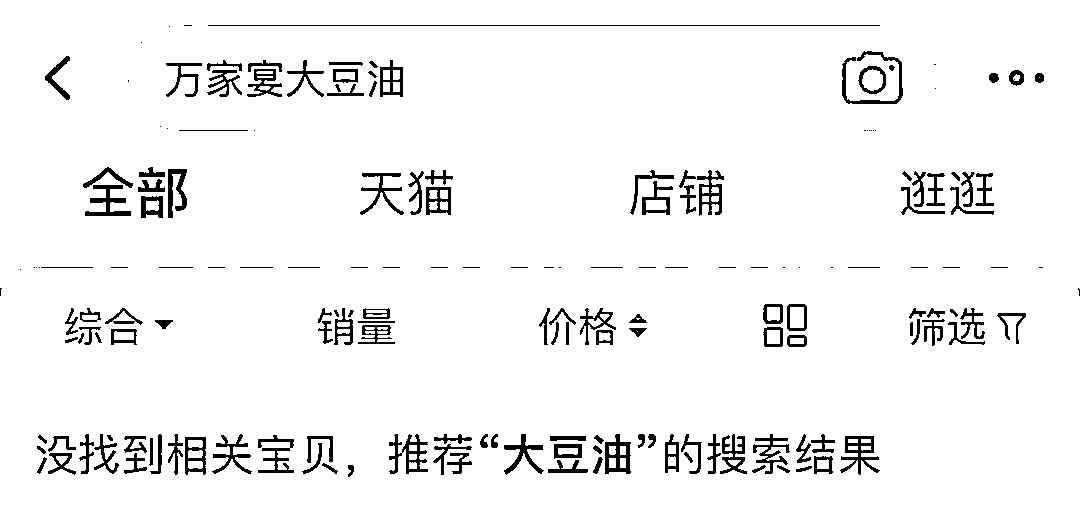 万家宴大豆油
全部 天猫 店铺 逛逛
综合 销量 价格 筛选
没找到相关宝贝，推荐“大豆油”的搜索结果